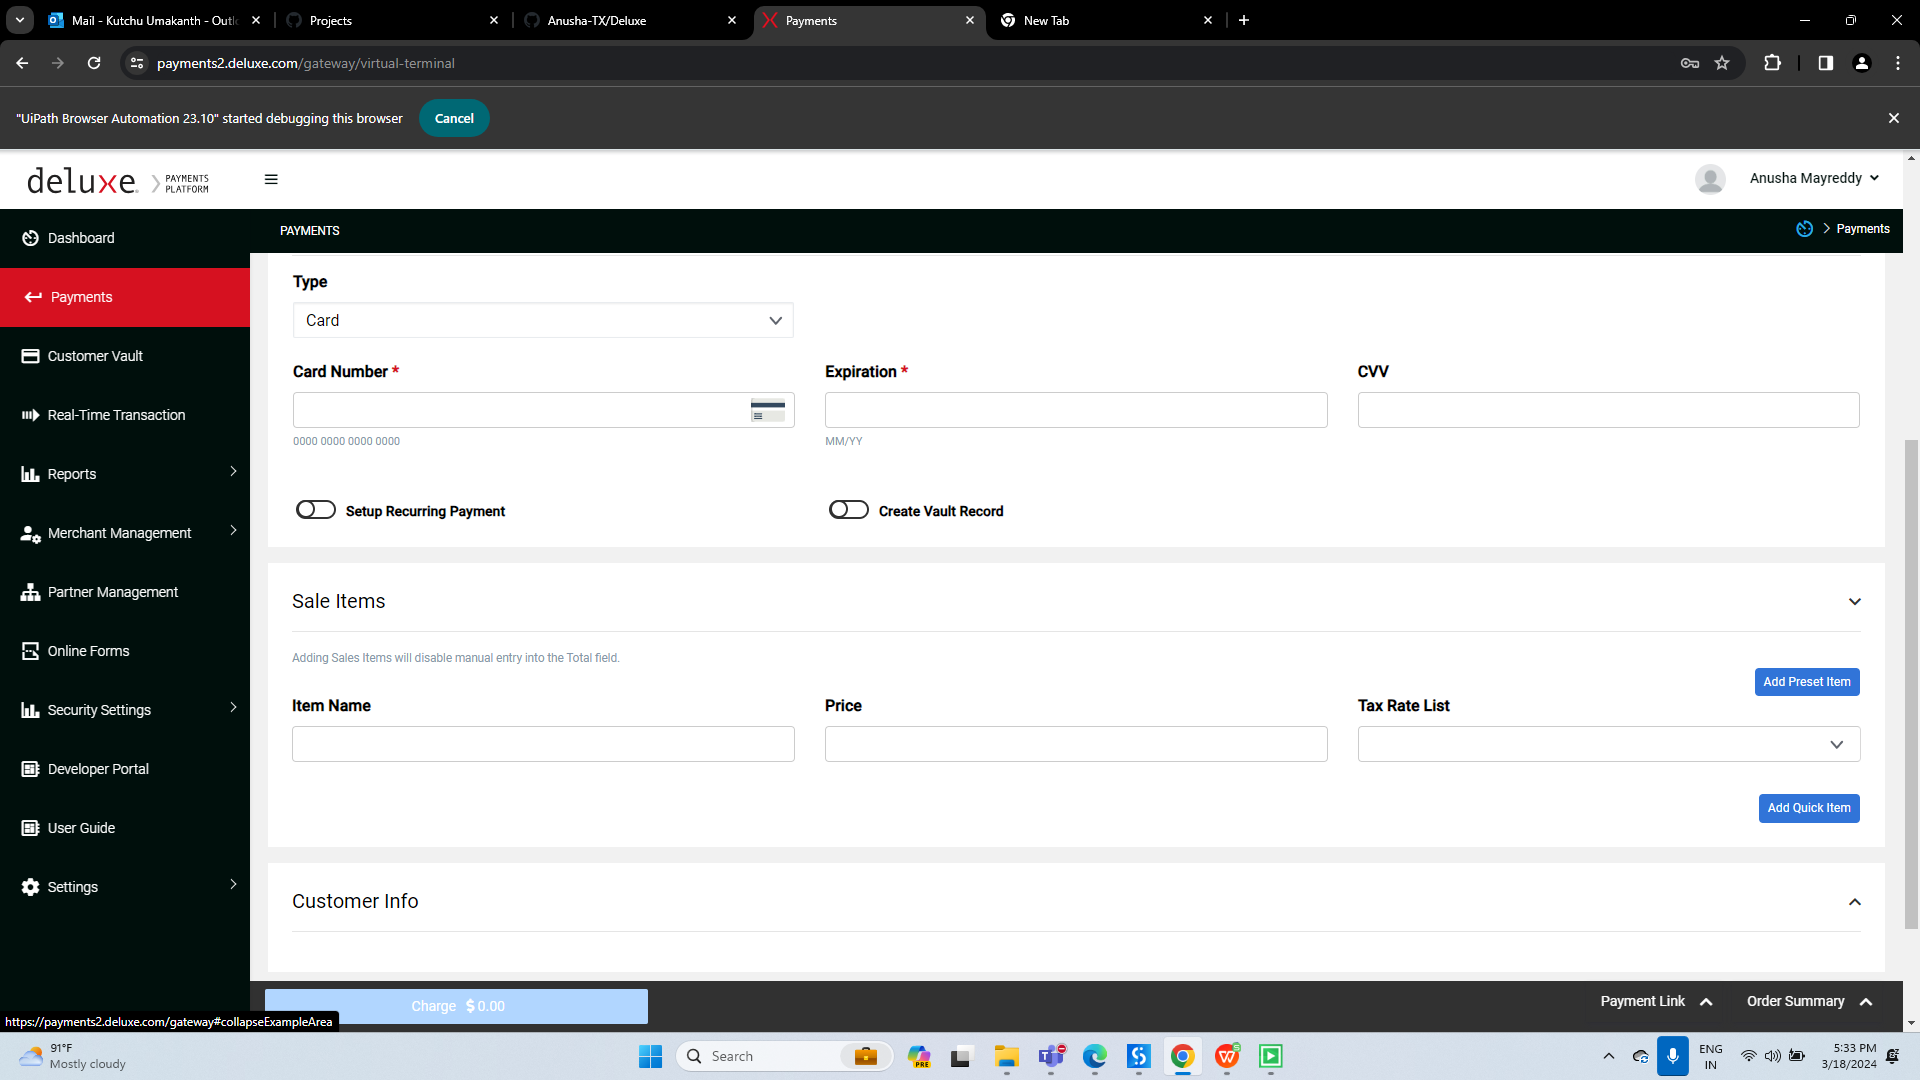 Mail - Kutchu Umakanth - Outl
Projects
Anusha-TX/Deluxe
Payments
New Tab
payments2.deluxe.com/gateway/virtual-terminal
"UiPath Browser Automation 23.10" started debugging this browser
Cancel
deluxe. PAYMENTS PLATFORM
Anusha Mayreddy
Dashboard
PAYMENTS
Payments
Payments
Customer Vault
Real-Time Transaction
Reports
Merchant Management
Partner Management
Online Forms
Security Settings
Developer Portal
User Guide
Settings
Type
Card
Card Number *
Expiration *
CVV
0000 0000 0000 0000
MM/YY
Setup Recurring Payment
Create Vault Record
Sale Items
Adding Sales Items will disable manual entry into the Total field.
Add Preset Item
Item Name
Price
Tax Rate List
Add Quick Item
Customer Info
Charge $ 0.00
Payment Link
Order Summary
https://payments2.deluxe.com/gateway#collapseExampleArea
91°F
Mostly cloudy
Search
PRE
ENG
IN
5:33 PM
3/18/2024